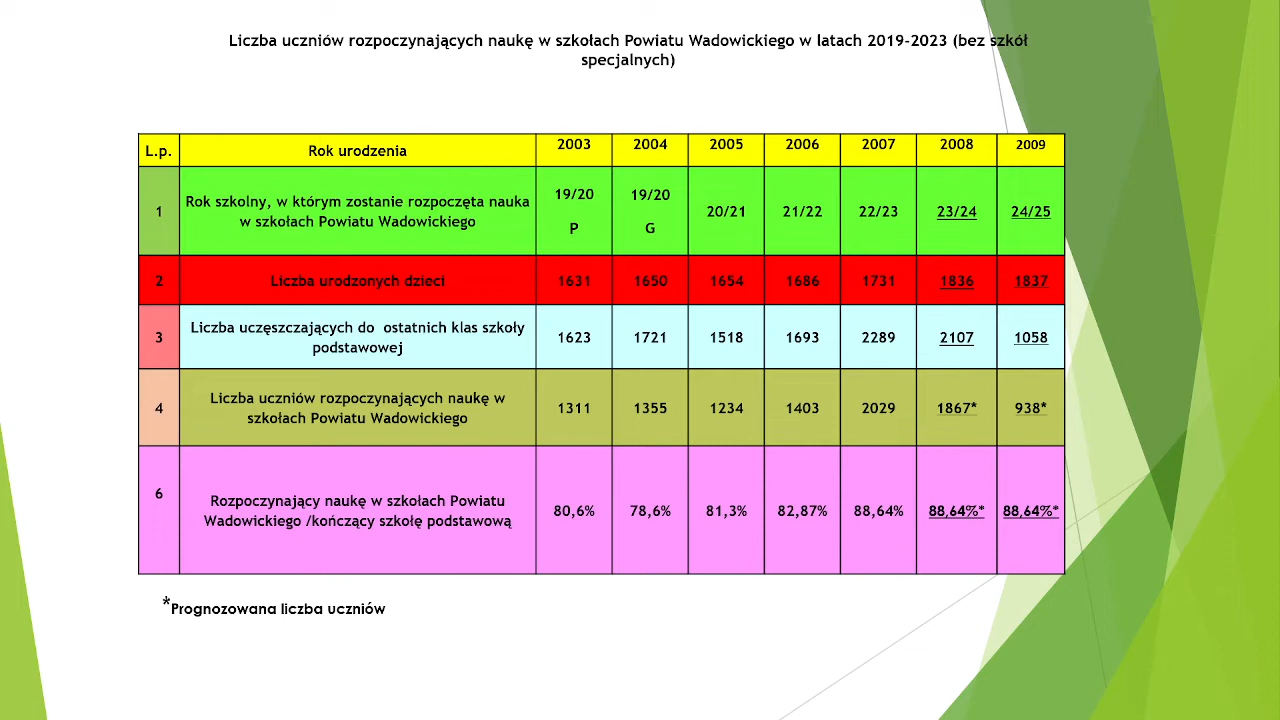 Liczba uczniów rozpoczynających naukę w szkołach Powiatu Wadowickiego w latach 2019-2023 (bez szkół
specjalnych)
L.p. Rok urodzenia 2003 2004 2005 2006 2007 2008 2009
1 Rok szkolny, w którym zostanie rozpoczęta nauka w szkołach Powiatu Wadowickiego 19/20 P 19/20 G 20/21 21/22 22/23 23/24 24/25
2 Liczba urodzonych dzieci 1631 1650 1654 1686 1731 1836 1837
3 Liczba uczęszczających do ostatnich klas szkoły podstawowej 1623 1721 1518 1693 2289 2107 1058
4 Liczba uczniów rozpoczynających naukę w szkołach Powiatu Wadowickiego 1311 1355 1234 1403 2029 1867* 938*
6 Rozpoczynający naukę w szkołach Powiatu Wadowickiego /kończący szkołę podstawową 80,6% 78,6% 81,3% 82,87% 88,64% 88,64%* 88,64%*
*Prognozowana liczba uczniów